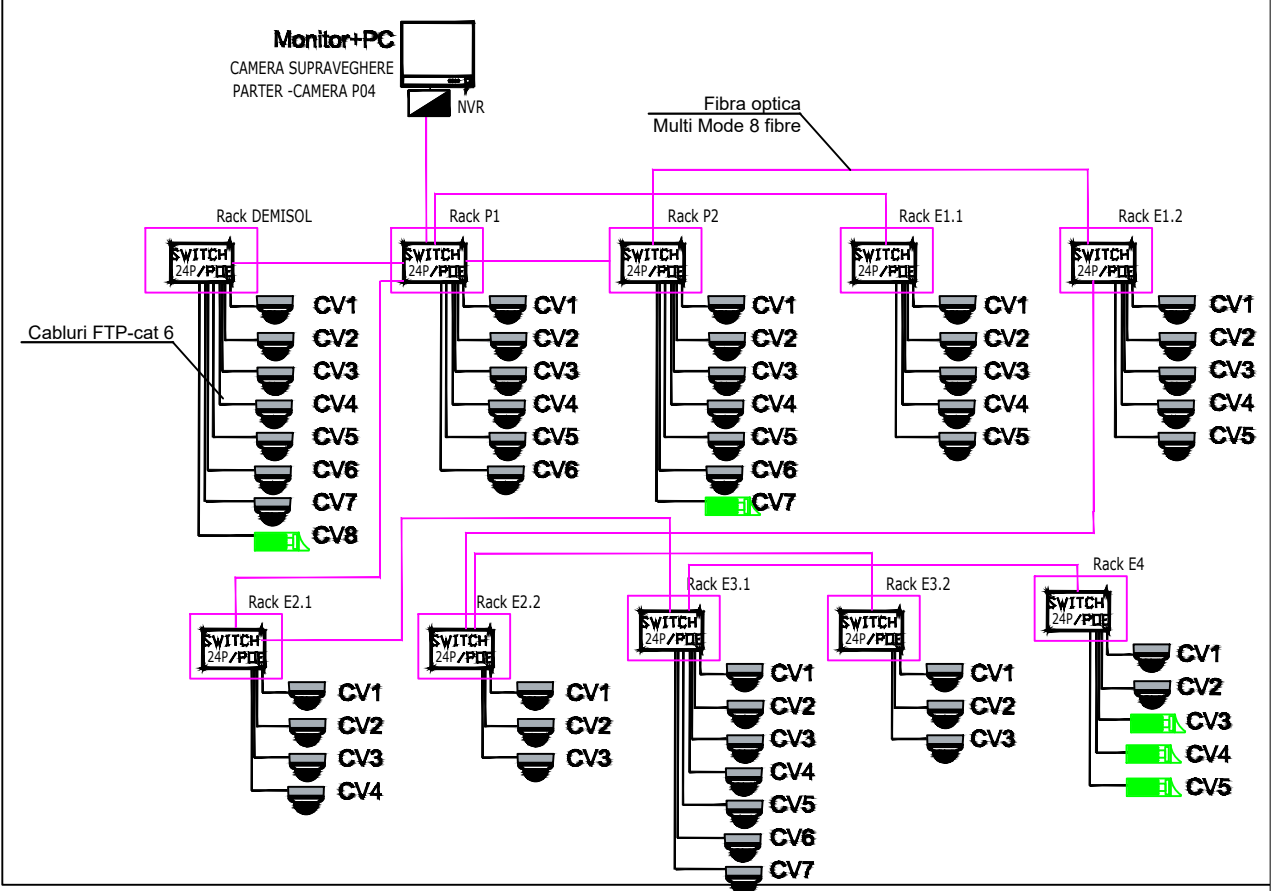 Monitor+PC
CAMERA SUPRAVEGHERE
PARTER -CAMERA P04
NVR
Fibra optica
Multi Mode 8 fibre
Rack DEMISOL
SWITCH
24P/POE
CV1
CV2
CV3
CV4
CV5
CV6
CV7
CV8
Cabluri FTP-cat 6
Rack P1
SWITCH
24P/POE
CV1
CV2
CV3
CV4
CV5
CV6
Rack P2
SWITCH
24P/POE
CV1
CV2
CV3
CV4
CV5
CV6
CV7
Rack E1.1
SWITCH
24P/POE
CV1
CV2
CV3
CV4
CV5
Rack E1.2
SWITCH
24P/POE
CV1
CV2
CV3
CV4
CV5
Rack E2.1
SWITCH
24P/POE
CV1
CV2
CV3
CV4
Rack E2.2
SWITCH
24P/POE
CV1
CV2
CV3
Rack E3.1
SWITCH
24P/POE
CV1
CV2
CV3
CV4
CV5
CV6
CV7
Rack E3.2
SWITCH
24P/POE
CV1
CV2
CV3
Rack E4
SWITCH
24P/POE
CV1
CV2
CV3
CV4
CV5